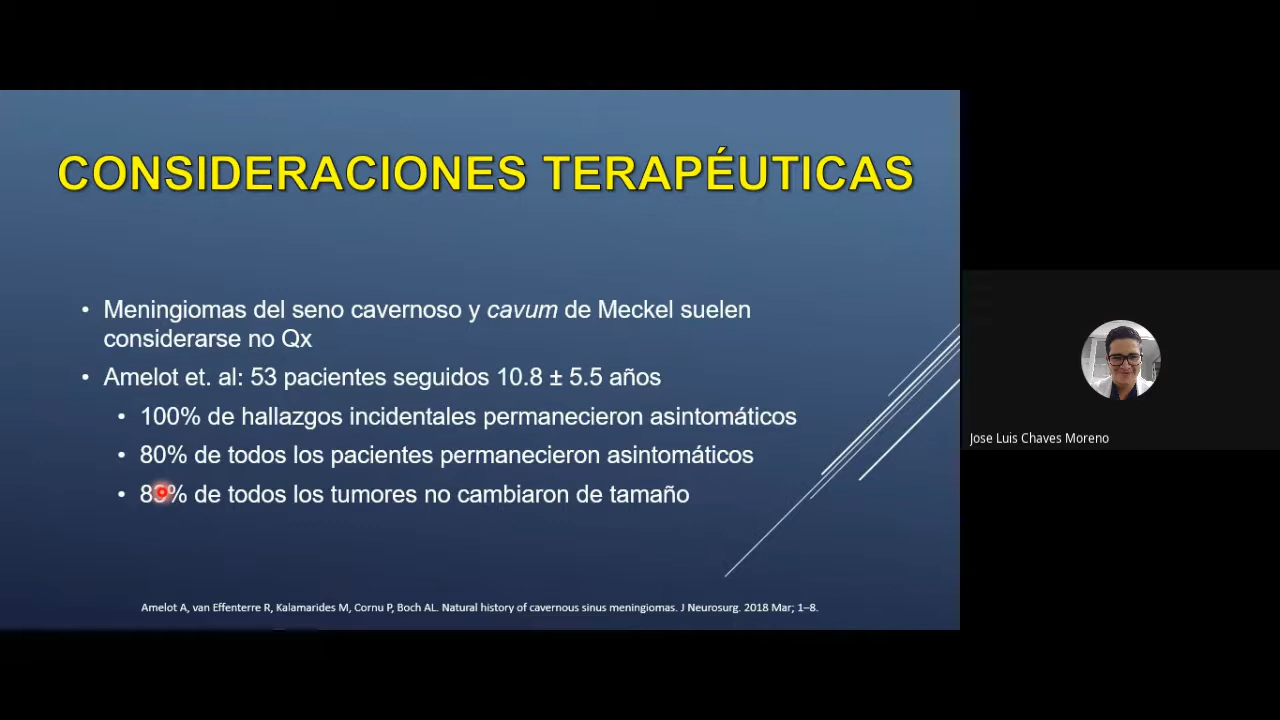 CONSIDERACIONES TERAPÉUTICAS
• Meningiomas del seno cavernoso y cavum de Meckel suelen
considerarse no Qx
• Amelot et. al: 53 pacientes seguidos 10.8 ± 5.5 años
• 100% de hallazgos incidentales permanecieron asintomáticos
• 80% de todos los pacientes permanecieron asintomáticos
• de todos los tumores no cambiaron de tamaño
Amelot A, van Effenterre R, Kalamarides M, Cornu P, Boch AL. Natural history of cavernous sinus meningiomas. J Neurosurg. 2018 Mar; 1–8.
Jose Luis Chaves Moreno